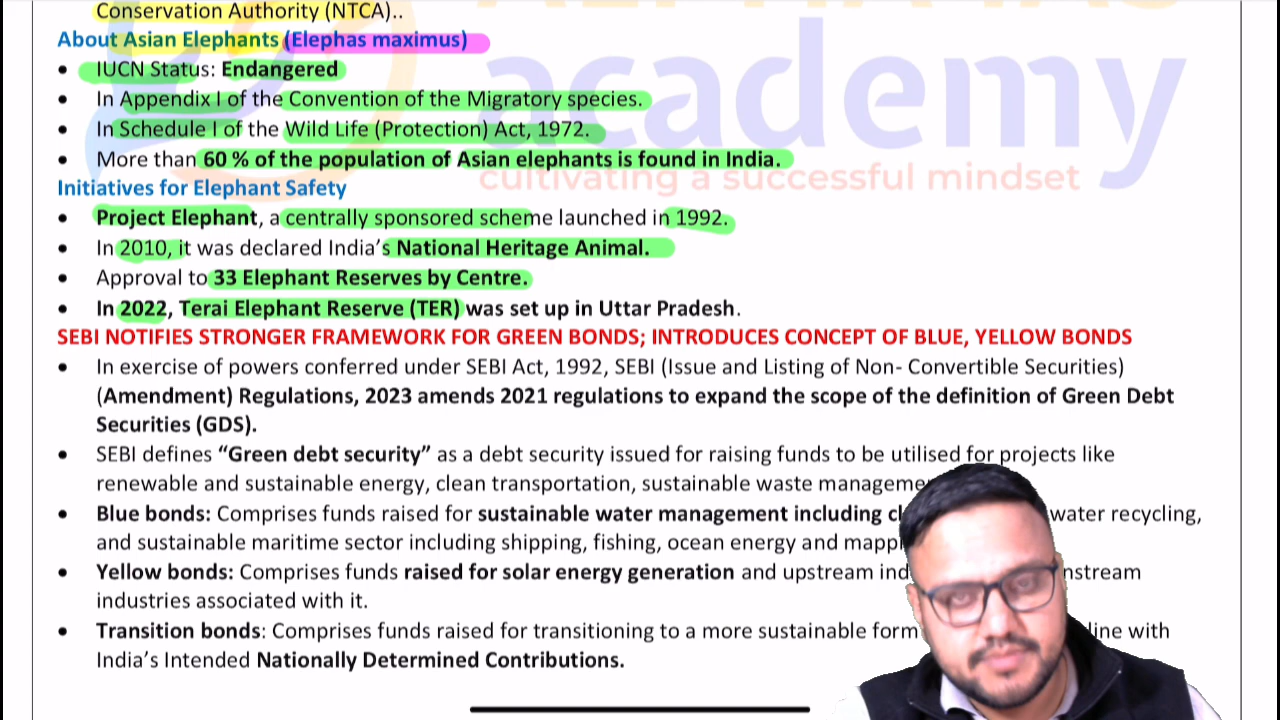 Conservation Authority (NTCA)..
About Asian Elephants (Elephas maximus)
• IUCN Status: Endangered
• In Appendix I of the Convention of the Migratory species.
• In Schedule I of the Wild Life (Protection) Act, 1972.
• More than 60 % of the population of Asian elephants is found in India.
Initiatives for Elephant Safety
• Project Elephant, a centrally sponsored scheme launched in 1992.
• In 2010, it was declared India's National Heritage Animal.
• Approval to 33 Elephant Reserves by Centre.
• In 2022, Terai Elephant Reserve (TER) was set up in Uttar Pradesh.
SEBI NOTIFIES STRONGER FRAMEWORK FOR GREEN BONDS; INTRODUCES CONCEPT OF BLUE, YELLOW BONDS
• In exercise of powers conferred under SEBI Act, 1992, SEBI (Issue and Listing of Non- Convertible Securities)
(Amendment) Regulations, 2023 amends 2021 regulations to expand the scope of the definition of Green Debt
Securities (GDS).
• SEBI defines “Green debt security” as a debt security issued for raising funds to be utilised for projects like
renewable and sustainable energy, clean transportation, sustainable waste
• Blue bonds: Comprises funds raised for sustainable water management including water recycling,
and sustainable maritime sector including shipping, fishing, ocean energy and
• Yellow bonds: Comprises funds raised for solar energy generation and upstream
industries associated with it.
• Transition bonds: Comprises funds raised for transitioning to a more sustainable form line with
India's Intended Nationally Determined Contributions.
academy
cultivating a successful mindset